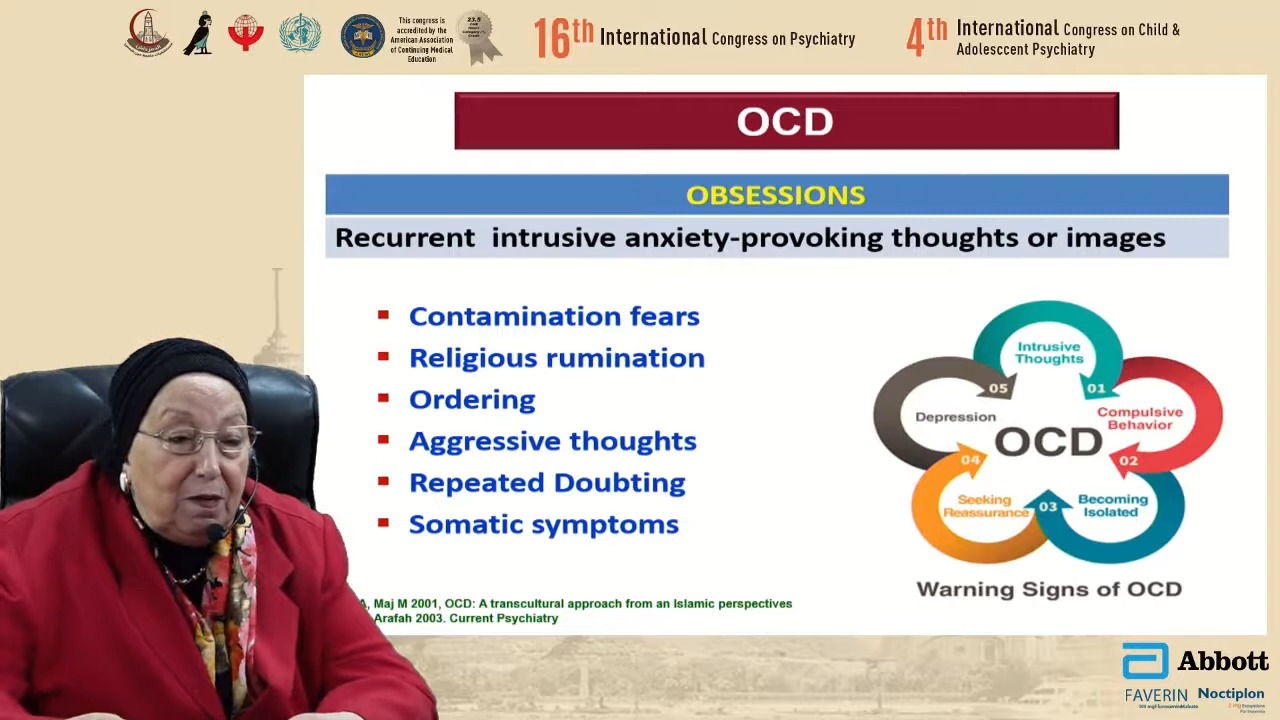 This congress is
accredited by the
American Association
of Continuing Medical
Education
16th International Congress on Psychiatry
4th International Congress on Child &
Adolesccent Psychiatry
OCD
OBSESSIONS
Recurrent intrusive anxiety-provoking thoughts or images
Contamination fears
Religious rumination
Ordering
Aggressive thoughts
Repeated Doubting
Somatic symptoms
Intrusive
Thoughts
01
Compulsive
Behavior
02
Becoming
Isolated
03
Seeking
Reassurance
04
Depression
05
OCD
Warning Signs of OCD
, Maj M 2001, OCD: A transcultural approach from an Islamic perspectives
Arafah 2003. Current Psychiatry
Abbott
FAVERIN
Noctiplon